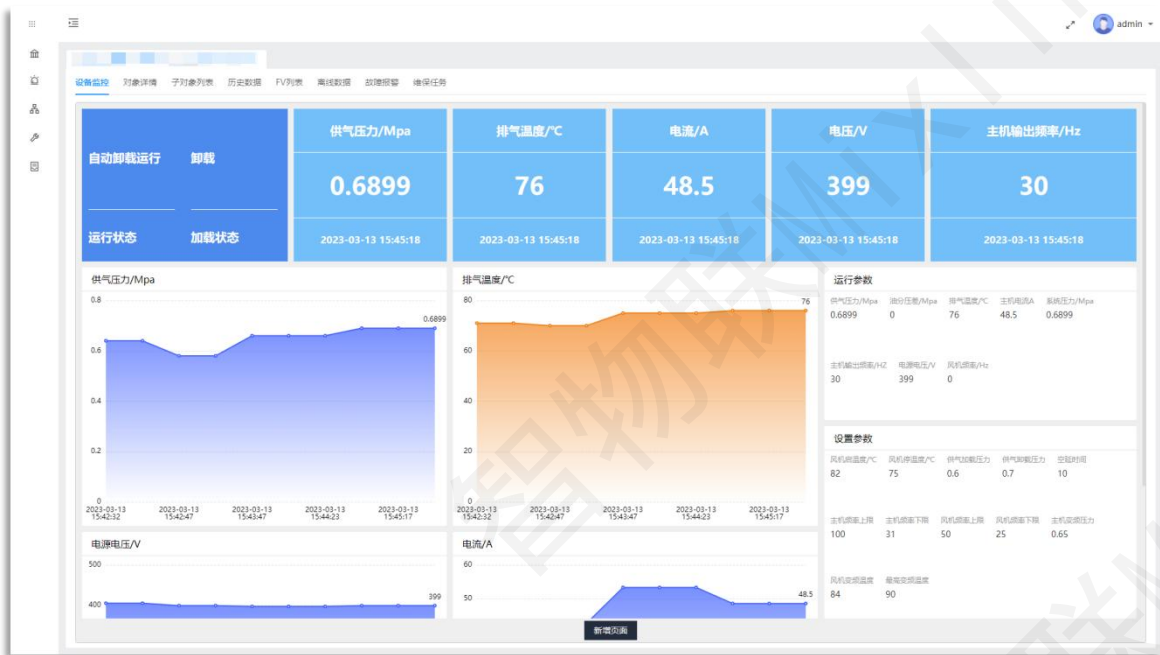 admin
设备监控 对象详情 子对象列表 历史数据 FV列表 离线数据 故障报警 维保任务
自动卸载运行 卸载
运行状态 加载状态
供气压力/Mpa 排气温度/℃ 电流/A 电压/V 主机输出频率/Hz
0.6899 76 48.5 399 30
2023-03-13 15:45:18 2023-03-13 15:45:18 2023-03-13 15:45:18 2023-03-13 15:45:18 2023-03-13 15:45:18
供气压力/Mpa
0.8
0.6899
0.6
0.4
0.2
0
2023-03-13 2023-03-13 2023-03-13 2023-03-13 2023-03-13
15:42:32 15:42:47 15:43:47 15:44:23 15:45:17
排气温度/℃
80
76
60
40
20
0
2023-03-13 2023-03-13 2023-03-13 2023-03-13 2023-03-13
15:42:32 15:42:47 15:43:47 15:44:23 15:45:17
运行参数
供气压力/Mpa 油分压差/Mpa 排气温度/℃ 主机电流A 系统压力/Mpa
0.6899 0 76 48.5 0.6899
主机输出频率/HZ 电源电压/V 风机频率/Hz
30 399 0
设置参数
风机启温度/℃ 风机停温度/℃ 供气加载压力 供气卸载压力 空延时间
82 75 0.6 0.7 10
主机频率上限 主机频率下限 风机频率上限 风机频率下限 主机变频压力
100 31 50 25 0.65
风机变频温度 最高变频温度
84 90
电源电压/V
500
399
400
电流/A
60
50
48.5
新增页面
智物联MIXIT